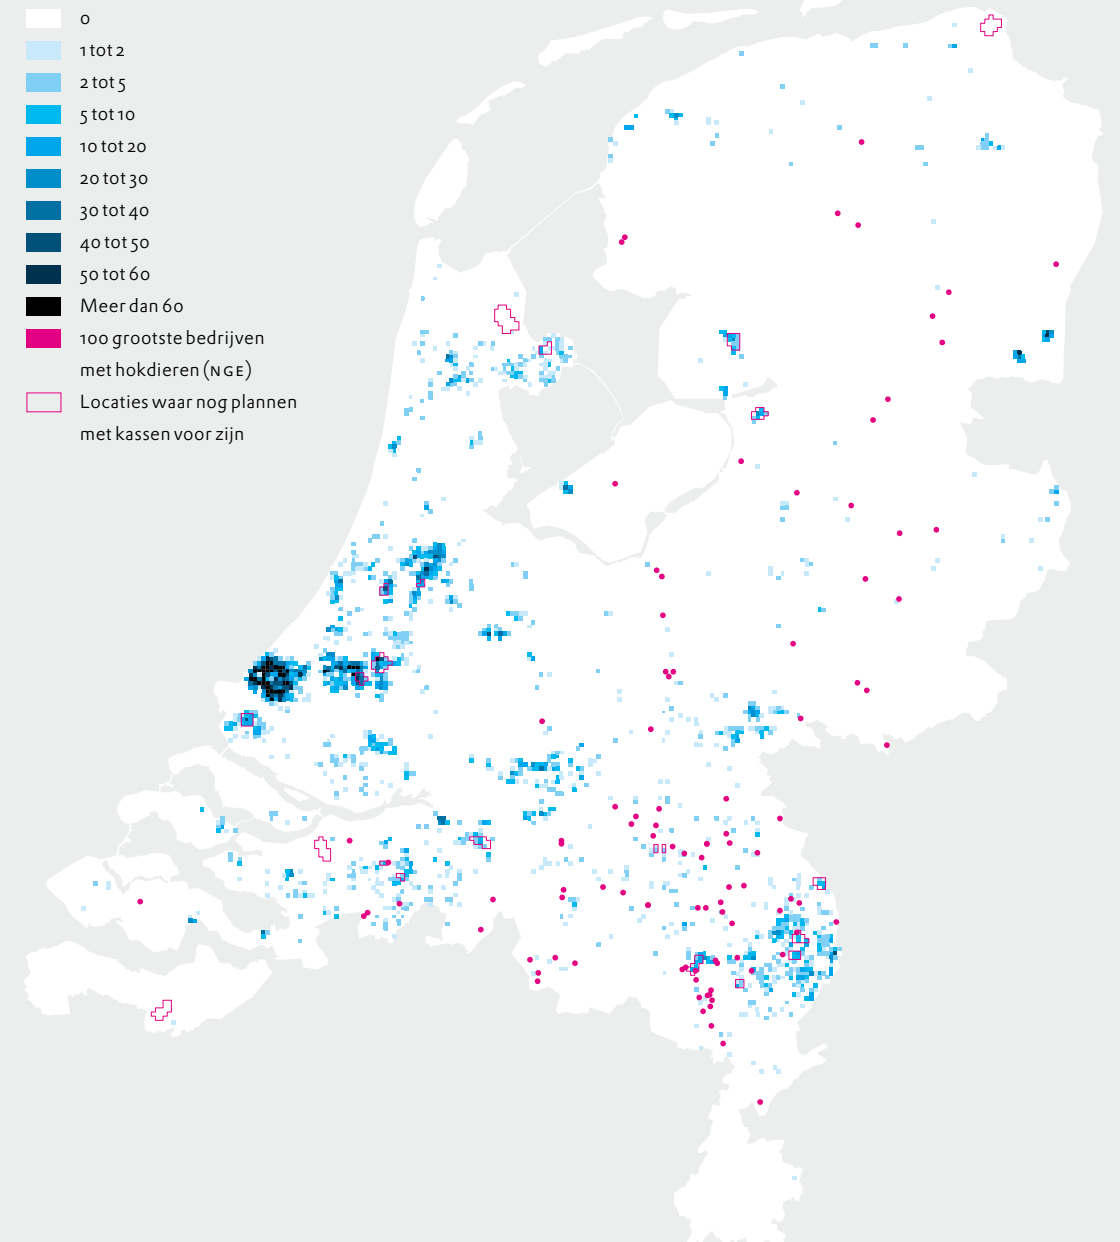 0
1 tot 2
2 tot 5
5 tot 10
10 tot 20
20 tot 30
30 tot 40
40 tot 50
50 tot 60
Meer dan 60
100 grootste bedrijven
met hokdieren (NGE)
Locaties waar nog plannen
met kassen voor zijn